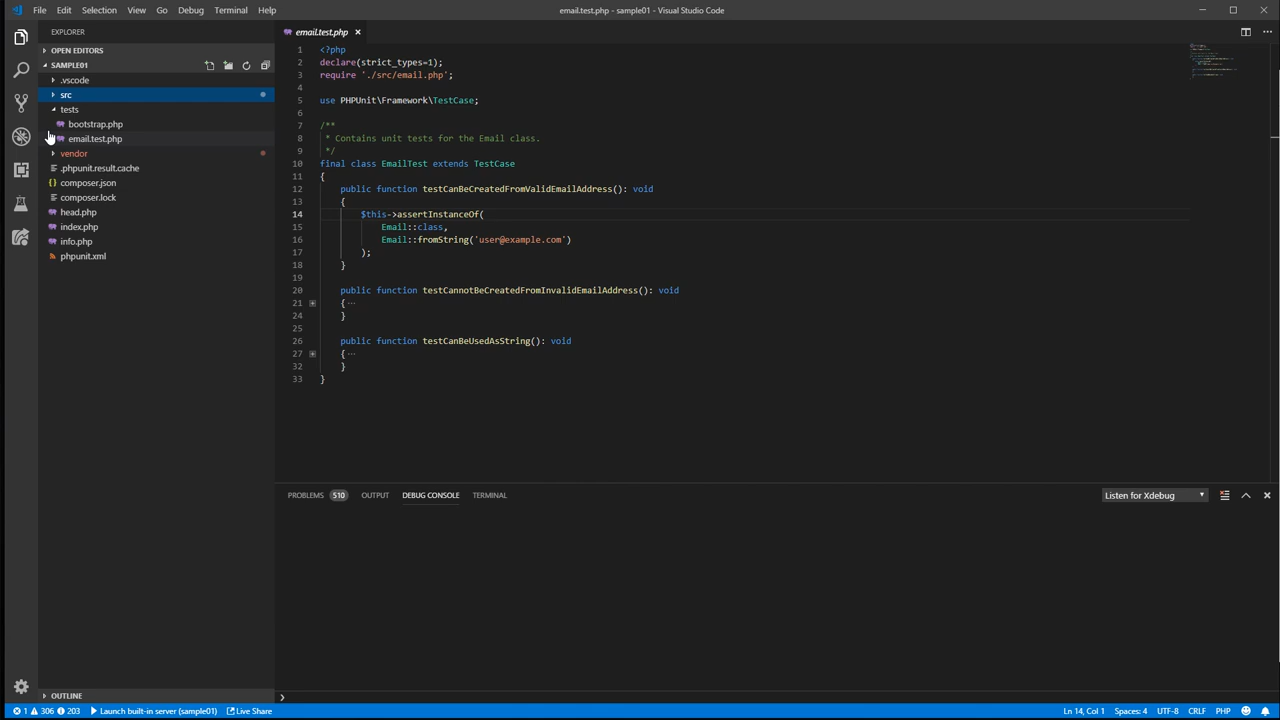 File Edit Selection View Go Debug Terminal Help
email.test.php - sample01 - Visual Studio Code
EXPLORER
OPEN EDITORS
SAMPLE01
.vscode
src
tests
bootstrap.php
email.test.php
vendor
.phpunit.result.cache
composer.json
composer.lock
head.php
index.php
info.php
phpunit.xml
OUTLINE
email.test.php
1 <?php
2 declare(strict_types=1);
3 require './src/email.php';
4
5 use PHPUnit\Framework\TestCase;
6
7 /**
8 * Contains unit tests for the Email class.
9 */
10 final class EmailTest extends TestCase
11 {
12 public function testCanBeCreatedFromValidEmailAddress(): void
13 {
14 $this->assertInstanceOf(
15 Email::class,
16 Email::fromString('user@example.com')
17 );
18 }
19
20 public function testCannotBeCreatedFromInvalidEmailAddress(): void
21 {…
24 }
25
26 public function testCanBeUsedAsString(): void
27 {…
32 }
33 }
PROBLEMS 510 OUTPUT DEBUG CONSOLE TERMINAL
Listen for Xdebug
1 306 203 Launch built-in server (sample01) Live Share
Ln 14, Col 1 Spaces: 4 UTF-8 CRLF PHP